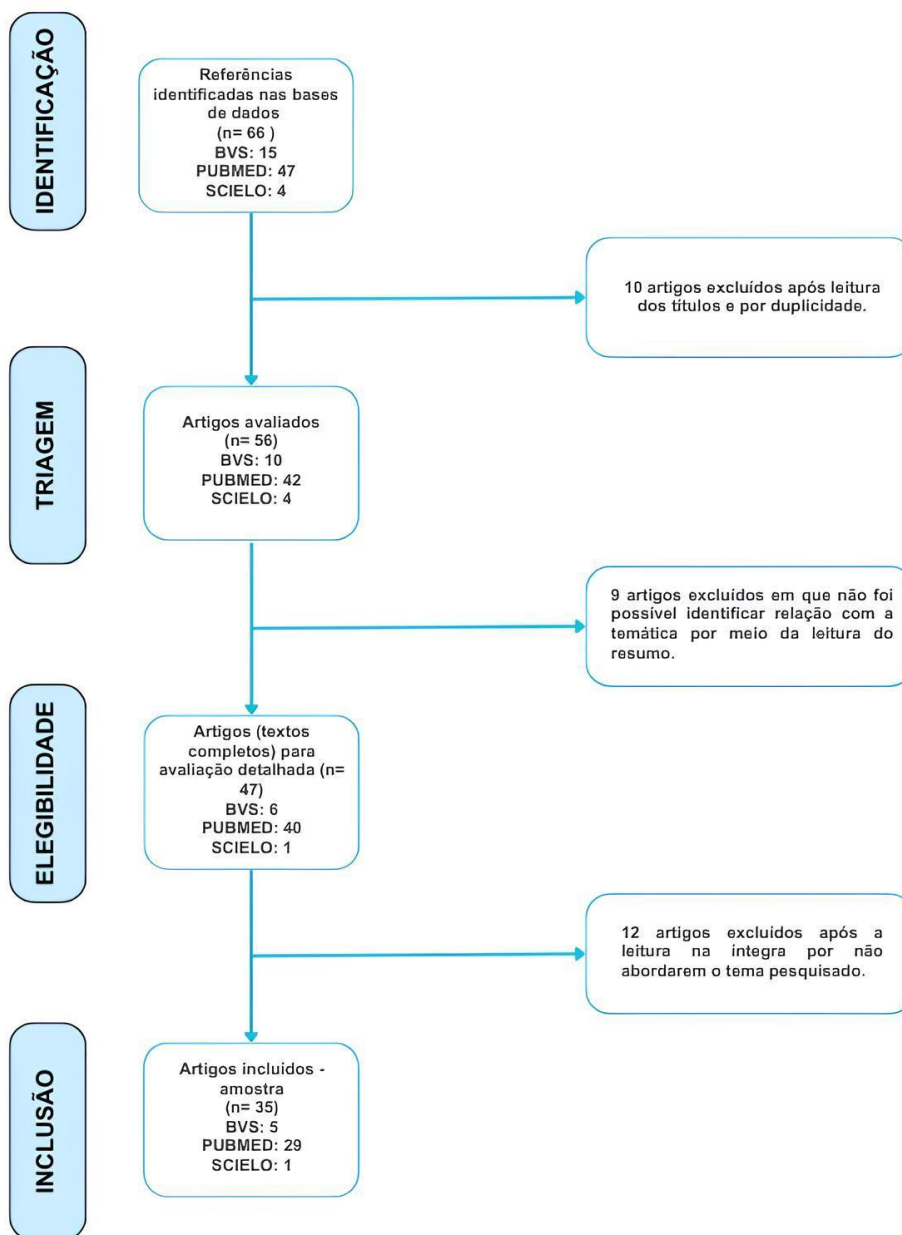 IDENTIFICAÇÃO
Referências
identificadas nas bases
de dados
(n= 66 )
BVS: 15
PUBMED: 47
SCIELO: 4
10 artigos excluídos após leitura
dos títulos e por duplicidade.
TRIAGEM
Artigos avaliados
(n= 56)
BVS: 10
PUBMED: 42
SCIELO: 4
9 artigos excluídos em que não foi
possível identificar relação com a
temática por meio da leitura do
resumo.
ELEGIBILIDADE
Artigos (textos
completos) para
avaliação detalhada (n=
47)
BVS: 6
PUBMED: 40
SCIELO: 1
12 artigos excluídos após a
leitura na íntegra por não
abordarem o tema pesquisado.
INCLUSÃO
Artigos incluídos -
amostra
(n= 35)
BVS: 5
PUBMED: 29
SCIELO: 1